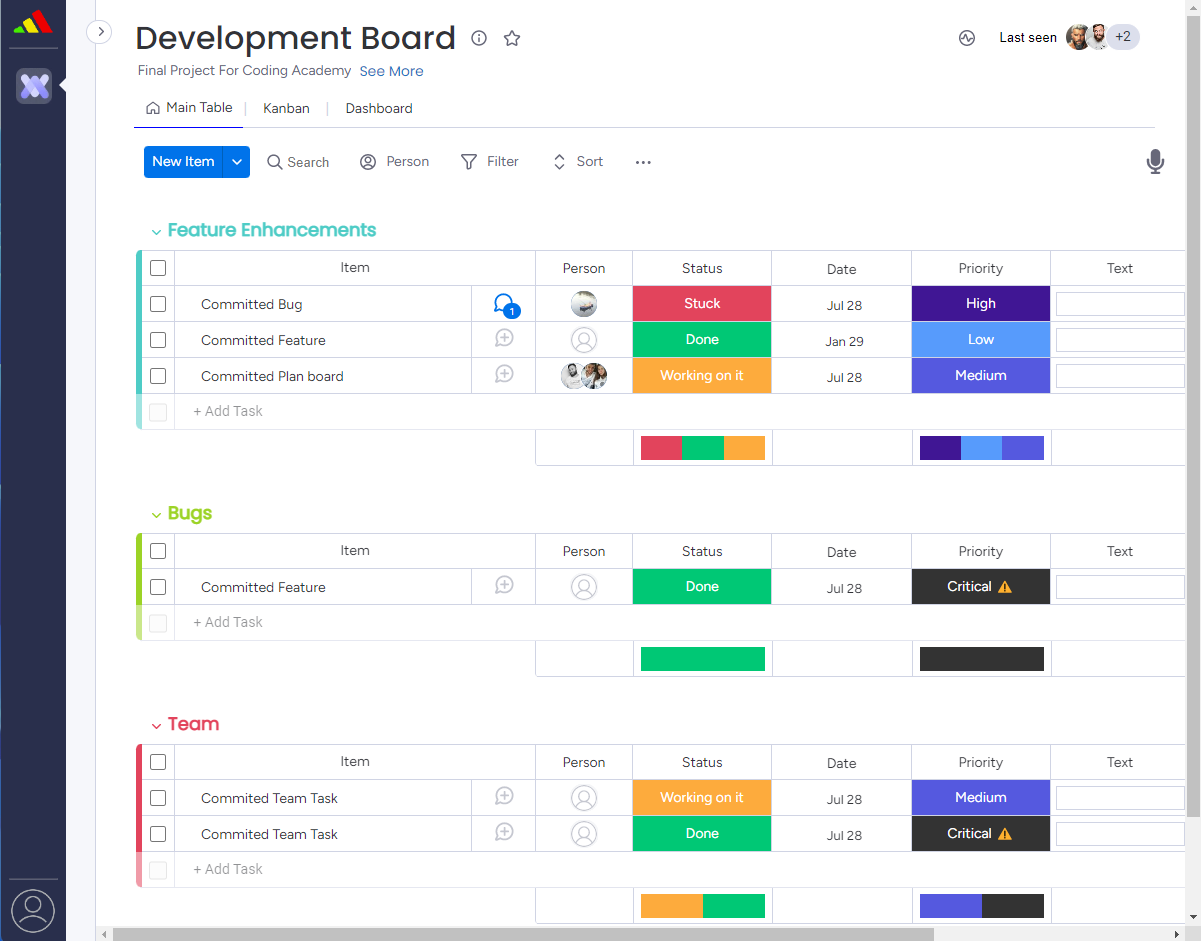 Development Board
Last seen +2
Final Project For Coding Academy See More
Main Table | Kanban | Dashboard
New Item Search Person Filter Sort ...
Feature Enhancements
Item Person Status Date Priority Text
Committed Bug 1 Stuck Jul 28 High
Committed Feature Done Jan 29 Low
Committed Plan board Working on it Jul 28 Medium
+ Add Task
Bugs
Item Person Status Date Priority Text
Committed Feature Done Jul 28 Critical
+ Add Task
Team
Item Person Status Date Priority Text
Commited Team Task Working on it Jul 28 Medium
Commited Team Task Done Jul 28 Critical
+ Add Task